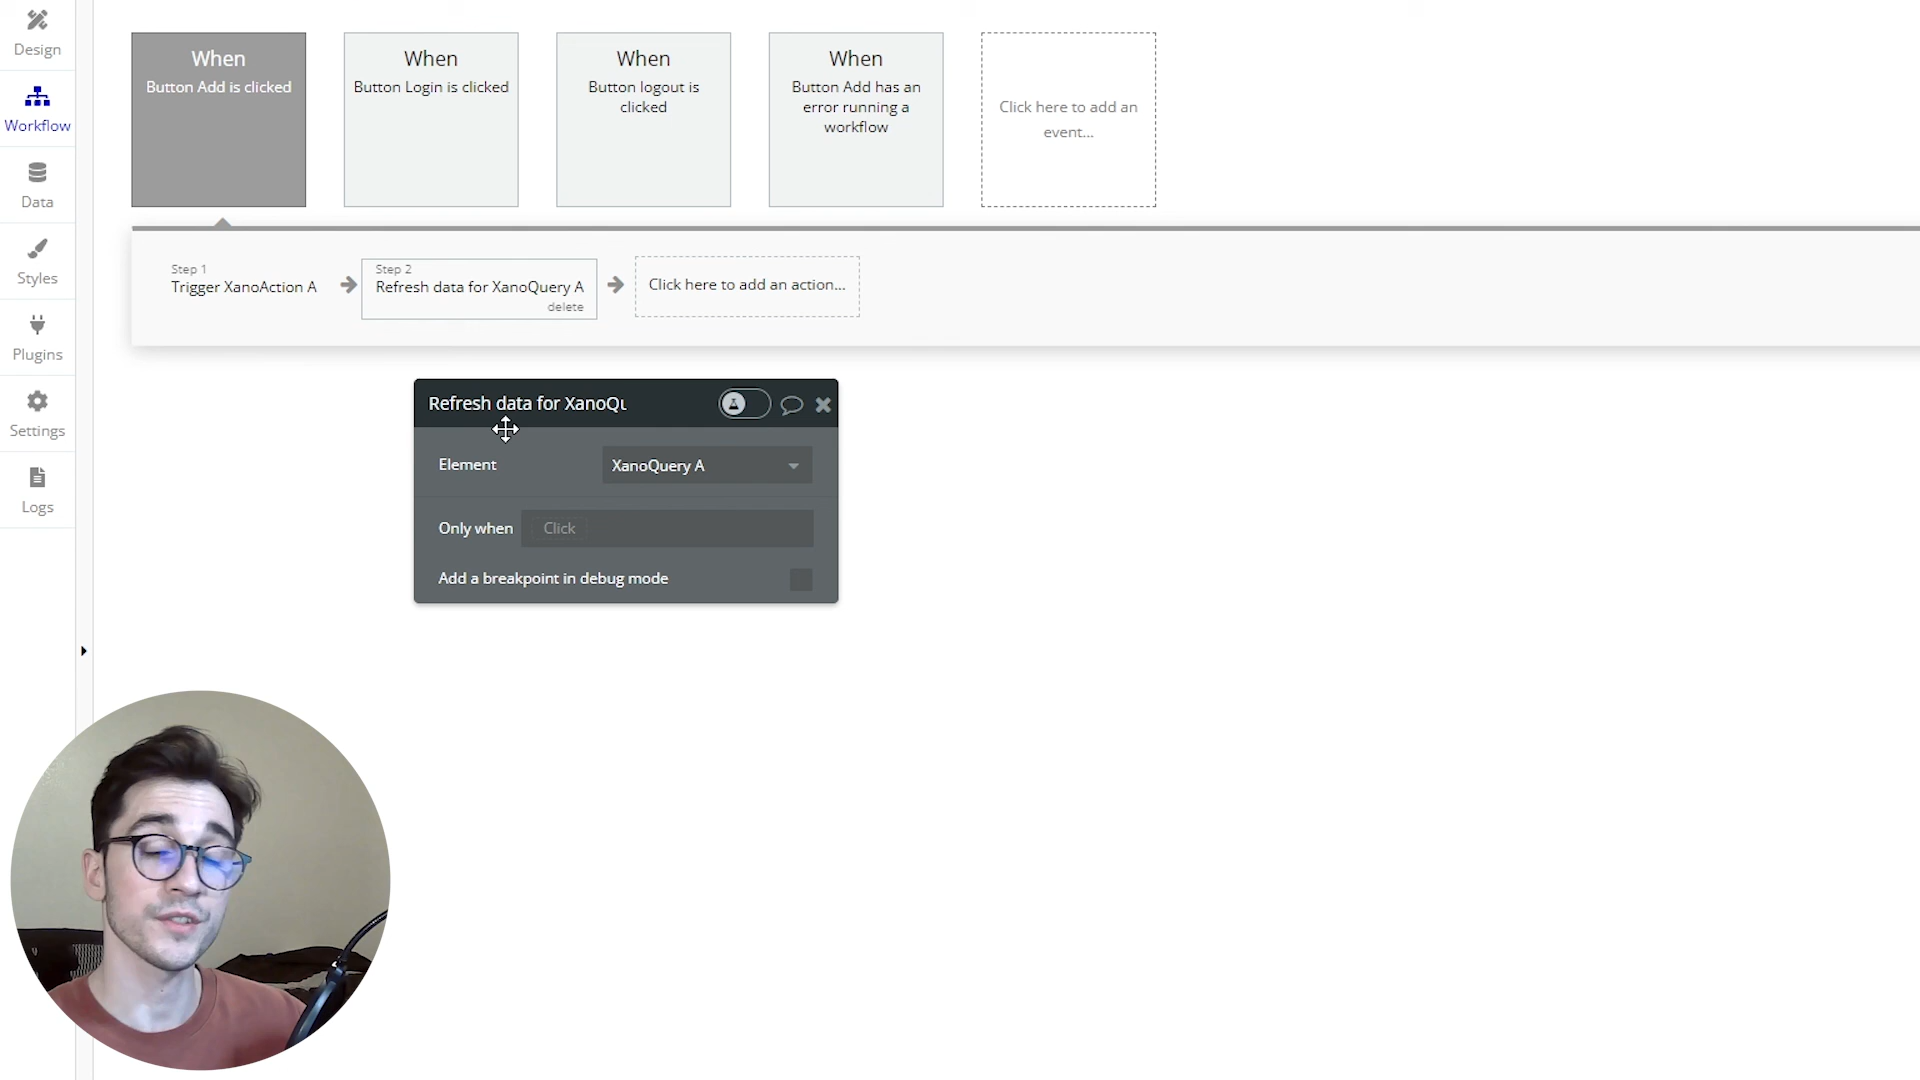 Design
Workflow
Data
Styles
Plugins
Settings
Logs
When
Button Add is clicked
When
Button Login is clicked
When
Button logout is
clicked
When
Button Add has an
error running a
workflow
Click here to add an
event...
Step 1
Trigger XanoAction A
Step 2
Refresh data for XanoQuery A
delete
Click here to add an action...
Refresh data for XanoQu
Element
XanoQuery A
Only when
Click
Add a breakpoint in debug mode